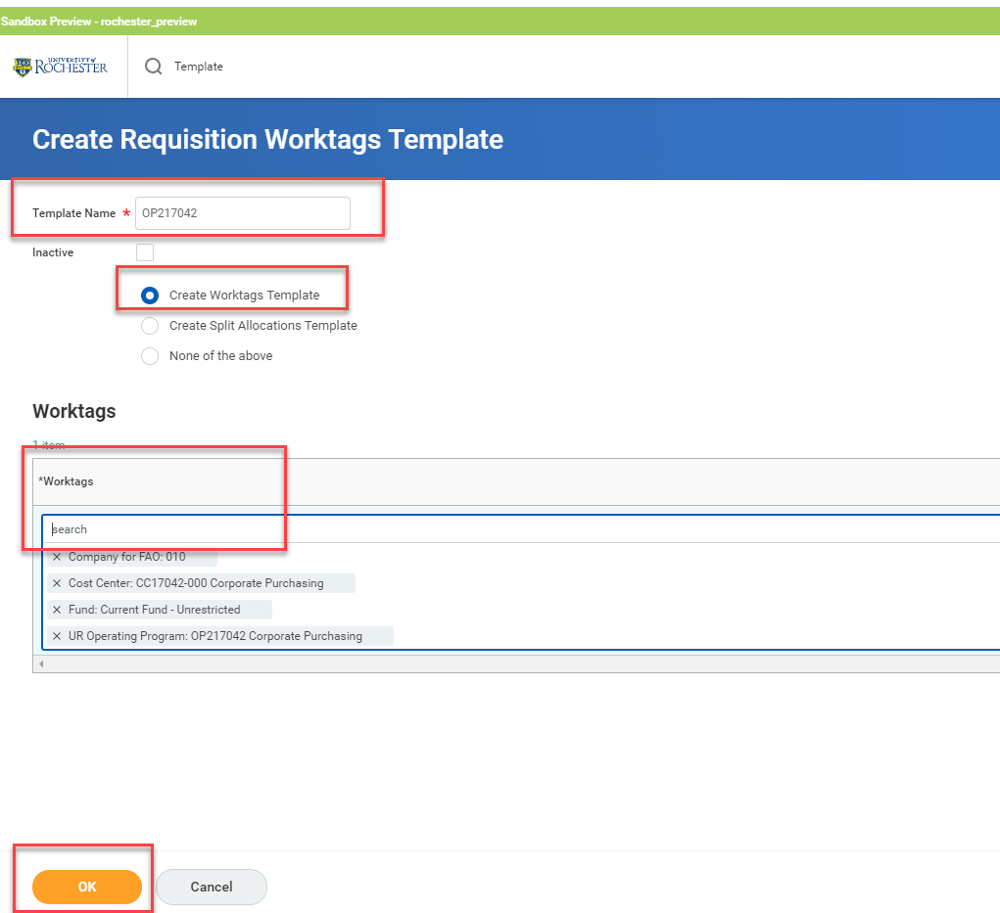 Sandbox Preview - rochester_preview
UNIVERSITY of
ROCHESTER
Template
Create Requisition Worktags Template
Template Name * OP217042
Inactive
Create Worktags Template
Create Split Allocations Template
None of the above
Worktags
1 item
*Worktags
search
× Company for FAO: 010
× Cost Center: CC17042-000 Corporate Purchasing
× Fund: Current Fund - Unrestricted
× UR Operating Program: OP217042 Corporate Purchasing
OK Cancel